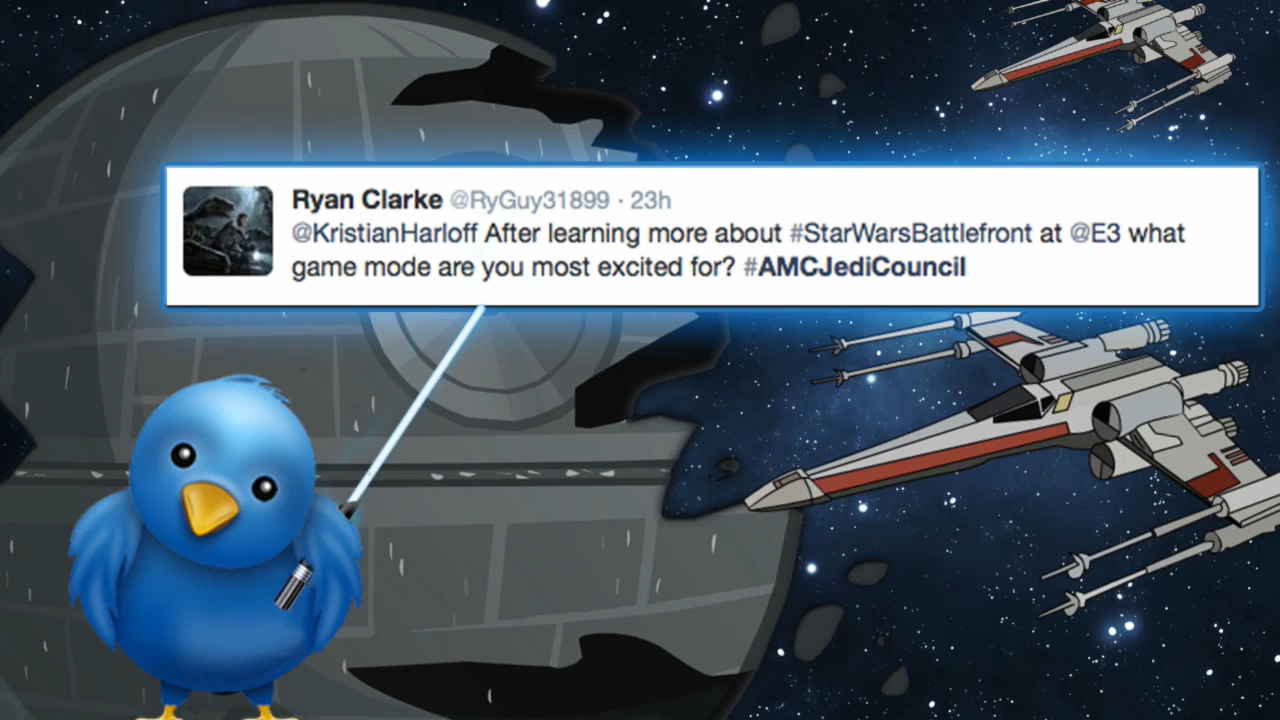 Ryan Clarke @RyGuy31899 · 23h
@KristianHarloff After learning more about #StarWarsBattlefront at @E3 what
game mode are you most excited for? #AMCJediCouncil